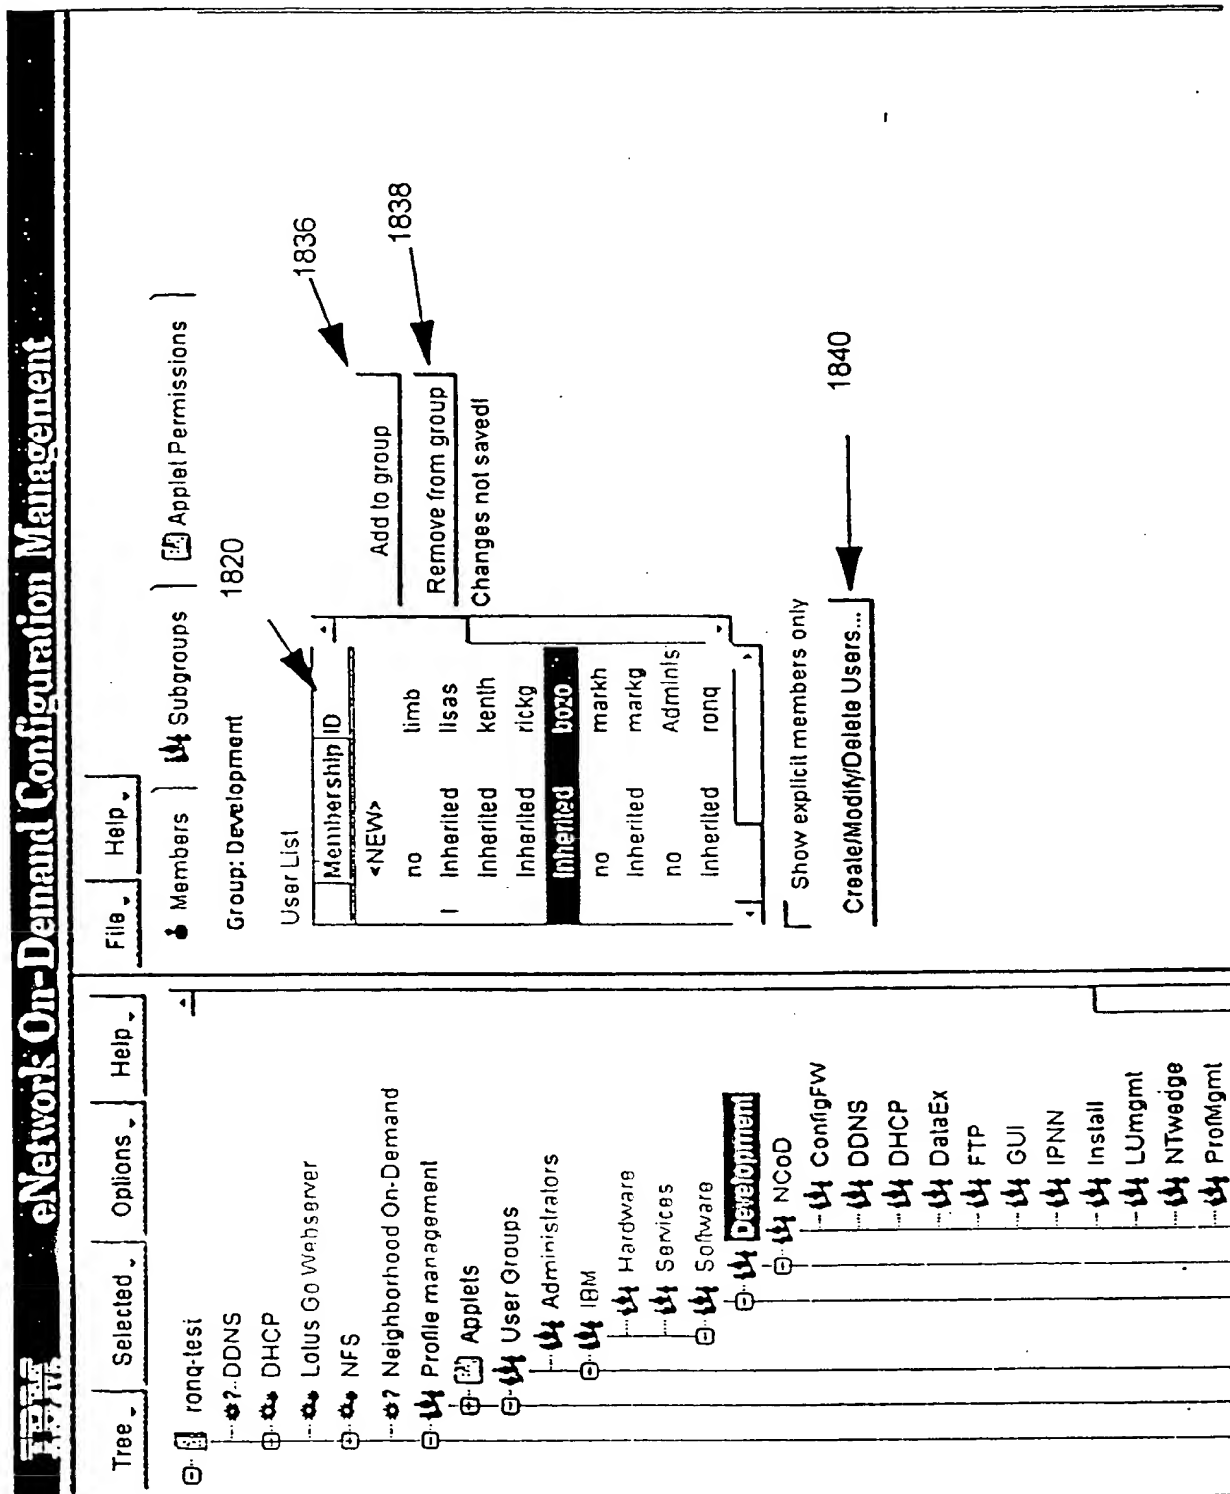 IBM eNetwork On-Demand Configuration Management
Tree Selected Options Help
ronq-test
?DDNS
DHCP
Lotus Go Webserver
NFS
? Neighborhood On-Demand
Profile management
Applets
User Groups
Administrators
IBM
Hardware
Services
Software
Development
NCoD
ConfigFW
DDNS
DHCP
DataEx
FTP
GUI
IPNN
Install
LUmgmt
NTwedge
ProfMgmt
File Help
Members Subgroups Applet Permissions
Group: Development
1820
User List
Membership ID
<NEW>
no timb
Inherited lisas
Inherited kenth
Inherited rickg
Inherited bozo
no markh
Inherited markg
no Adminis
Inherited ronq
Add to group
1836
Remove from group
1838
Changes not saved!
Show explicit members only
Create/Modify/Delete Users...
1840